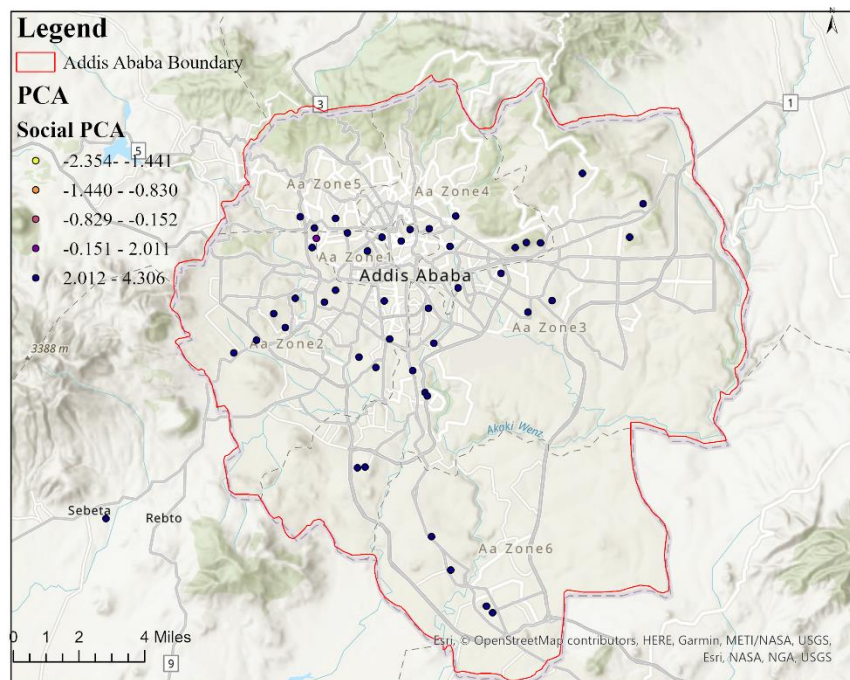 Legend
Addis Ababa Boundary
PCA
Social PCA
-2.354- -1.441
-1.440 - -0.830
-0.829 - -0.152
-0.151 - 2.011
2.012 - 4.306
N
3
1
5
Aa Zone5
Aa Zone4
Aa Zone1
Addis Ababa
Aa Zone3
Aa Zone2
3388 m
Akaki Wenz
Sebeta
Rebto
Aa Zone6
0 1 2 4 Miles
9
Esri, © OpenStreetMap contributors, HERE, Garmin, METI/NASA, USGS,
Esri, NASA, NGA, USGS